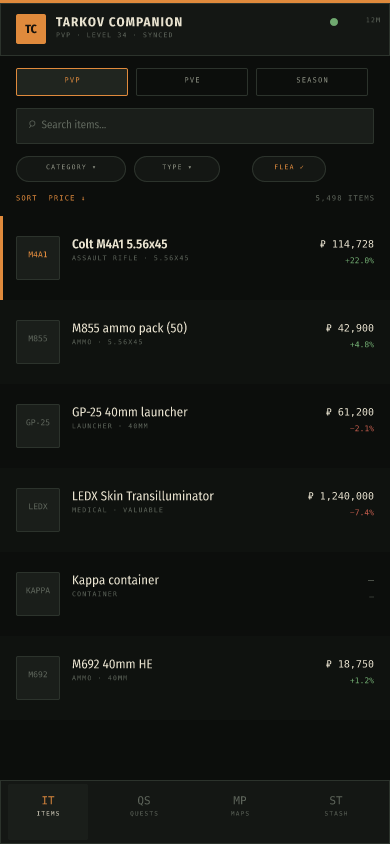 TC
TARKOV COMPANION
PVP · LEVEL 34 · SYNCED
12M
PVP
PVE
SEASON
⌕ Search items…
CATEGORY ▾
TYPE ▾
FLEA ✓
SORT PRICE ↓
5,498 ITEMS
M4A1
Colt M4A1 5.56x45
ASSAULT RIFLE · 5.56X45
₽ 114,728
+22.0%
M855
M855 ammo pack (50)
AMMO · 5.56X45
₽ 42,900
+4.8%
GP-25
GP-25 40mm launcher
LAUNCHER · 40MM
₽ 61,200
−2.1%
LEDX
LEDX Skin Transilluminator
MEDICAL · VALUABLE
₽ 1,240,000
−7.4%
KAPPA
Kappa container
CONTAINER
—
—
M692
M692 40mm HE
AMMO · 40MM
₽ 18,750
+1.2%
IT
ITEMS
QS
QUESTS
MP
MAPS
ST
STASH